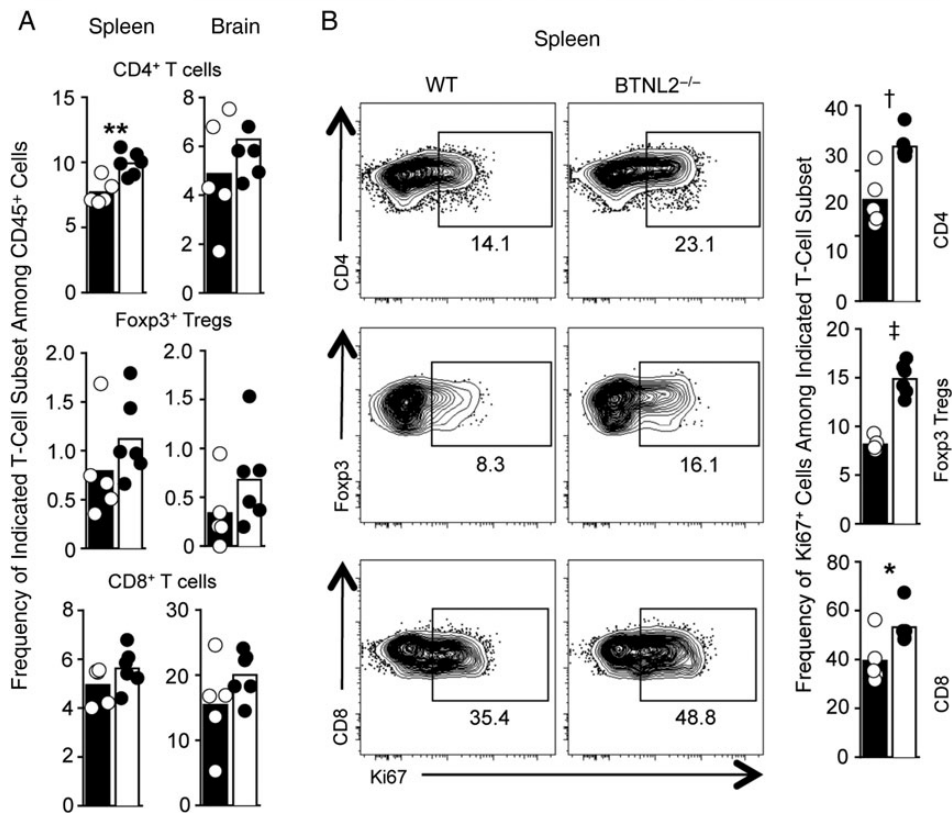 A
Spleen
Brain
CD4⁺ T cells
Frequency of Indicated T-Cell Subset Among CD45⁺ Cells
15
10
5
0
**
8
6
4
2
0
Foxp3⁺ Tregs
2.0
1.5
1.0
0.5
0
2.0
1.5
1.0
0.5
0
CD8⁺ T cells
8
6
4
2
0
30
20
10
0
B
Spleen
WT
BTNL2⁻/⁻
CD4
14.1
23.1
Foxp3
8.3
16.1
CD8
35.4
48.8
Ki67
Frequency of Ki67⁺ Cells Among Indicated T-Cell Subset
40
30
20
10
0
†
CD4
20
15
10
5
0
‡
Foxp3 Tregs
80
60
40
20
0
*
CD8